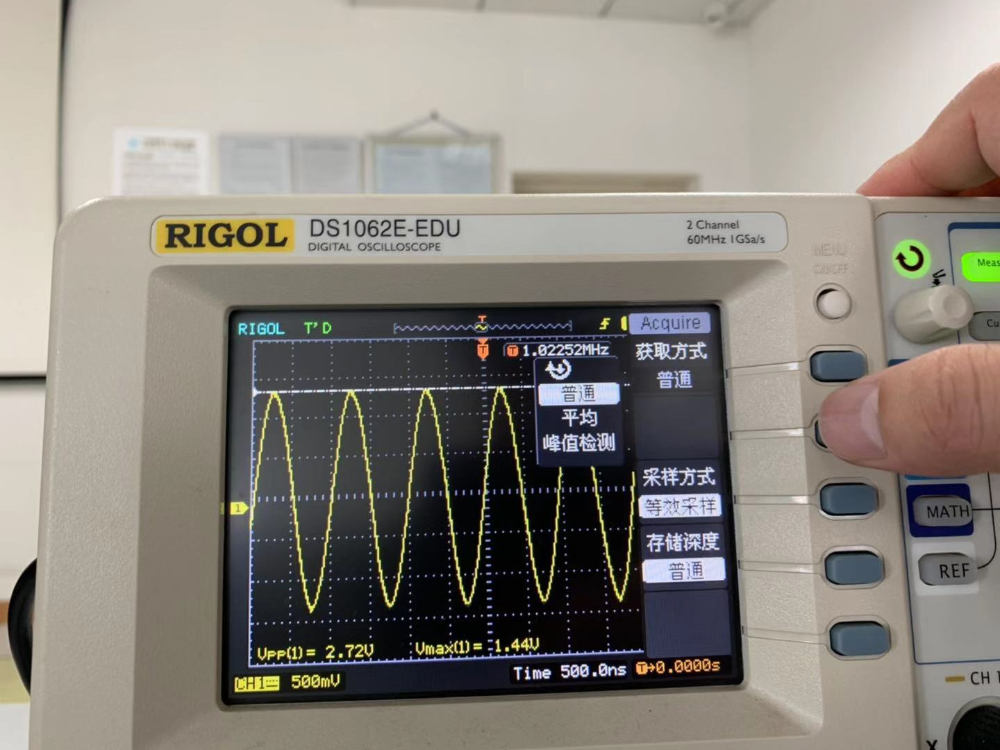 RIGOL
DS1062E-EDU
DIGITAL OSCILLOSCOPE
2 Channel
60MHz 1GSa/s
MENU
ON/OFF
Meas
Cu
RIGOL T'D
T
Acquire
T 1.02252MHz
获取方式
普通
普通
平均
峰值检测
采样方式
等效采样
存储深度
普通
1
Vpp(1)= 2.72V Vmax(1)= 1.44V
Time 500.0ns T→0.0000s
CH1 500mV
MATH
REF
CH 1
X